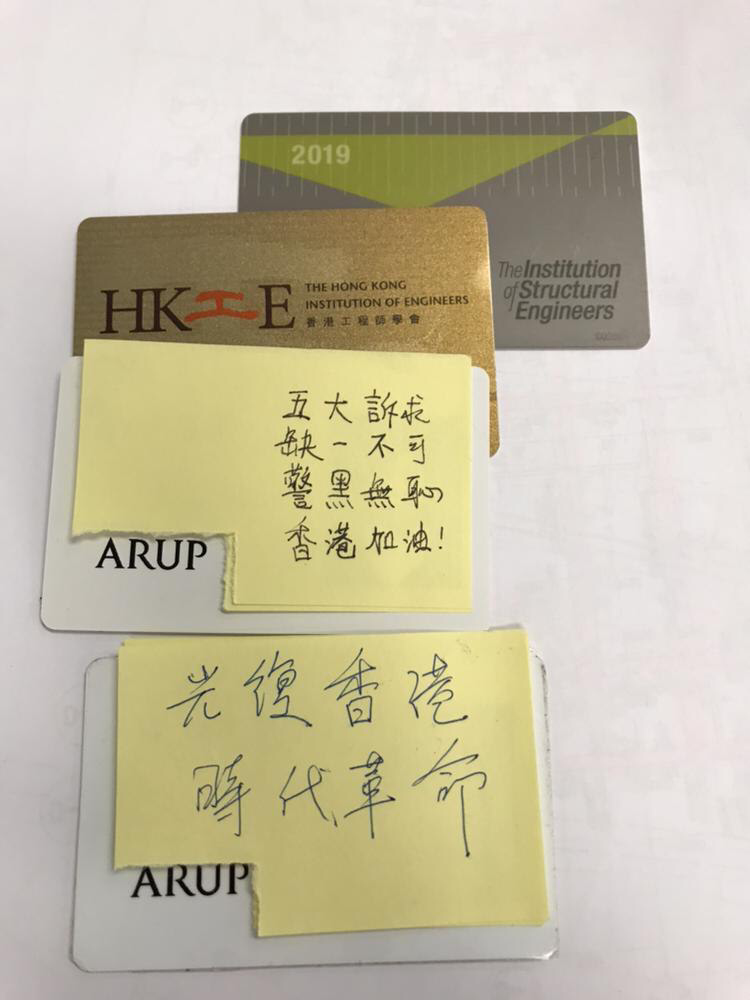 2019
The Institution
of Structural
Engineers
HK工E
THE HONG KONG
INSTITUTION OF ENGINEERS
香港工程師學會
五大訴求
缺一不可
警黑無恥
香港加油!
ARUP
光復香港
時代革命
ARUP